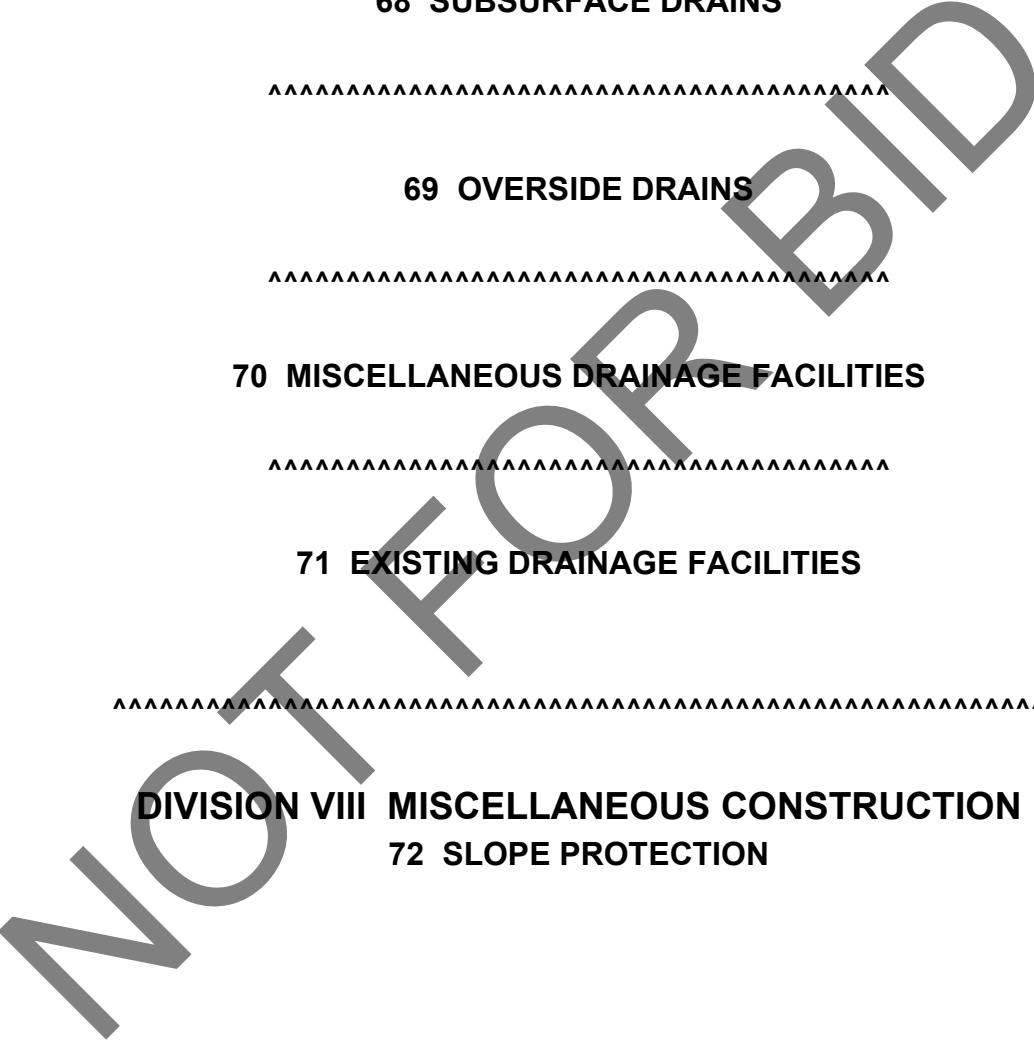 68 SUBSURFACE DRAINS
^^^^^^^^^^^^^^^^^^^^^^^^^^^^^^^^^^^^^^^^
69 OVERSIDE DRAINS
^^^^^^^^^^^^^^^^^^^^^^^^^^^^^^^^^^^^^^^^
70 MISCELLANEOUS DRAINAGE FACILITIES
^^^^^^^^^^^^^^^^^^^^^^^^^^^^^^^^^^^^^^^^
71 EXISTING DRAINAGE FACILITIES
^^^^^^^^^^^^^^^^^^^^^^^^^^^^^^^^^^^^^^^^^^^^^^^^^^^^^^^^^^^^
DIVISION VIII MISCELLANEOUS CONSTRUCTION
72 SLOPE PROTECTION
NOT FOR BID